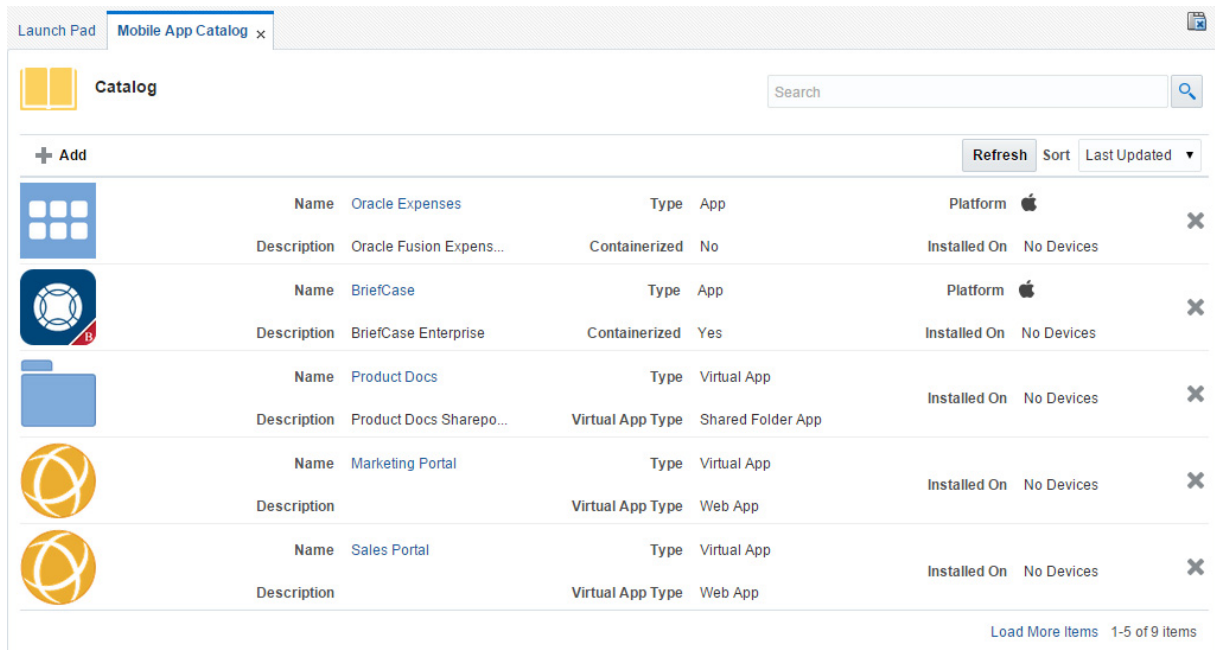 Launch Pad Mobile App Catalog x
Catalog Search
Add Refresh Sort Last Updated
Name Oracle Expenses Type App Platform
Description Oracle Fusion Expens... Containerized No Installed On No Devices
Name BriefCase Type App Platform
B
Description BriefCase Enterprise Containerized Yes Installed On No Devices
Name Product Docs Type Virtual App
Installed On No Devices
Description Product Docs Sharepo... Virtual App Type Shared Folder App
Name Marketing Portal Type Virtual App
Installed On No Devices
Description Virtual App Type Web App
Name Sales Portal Type Virtual App
Installed On No Devices
Description Virtual App Type Web App
Load More Items 1-5 of 9 items